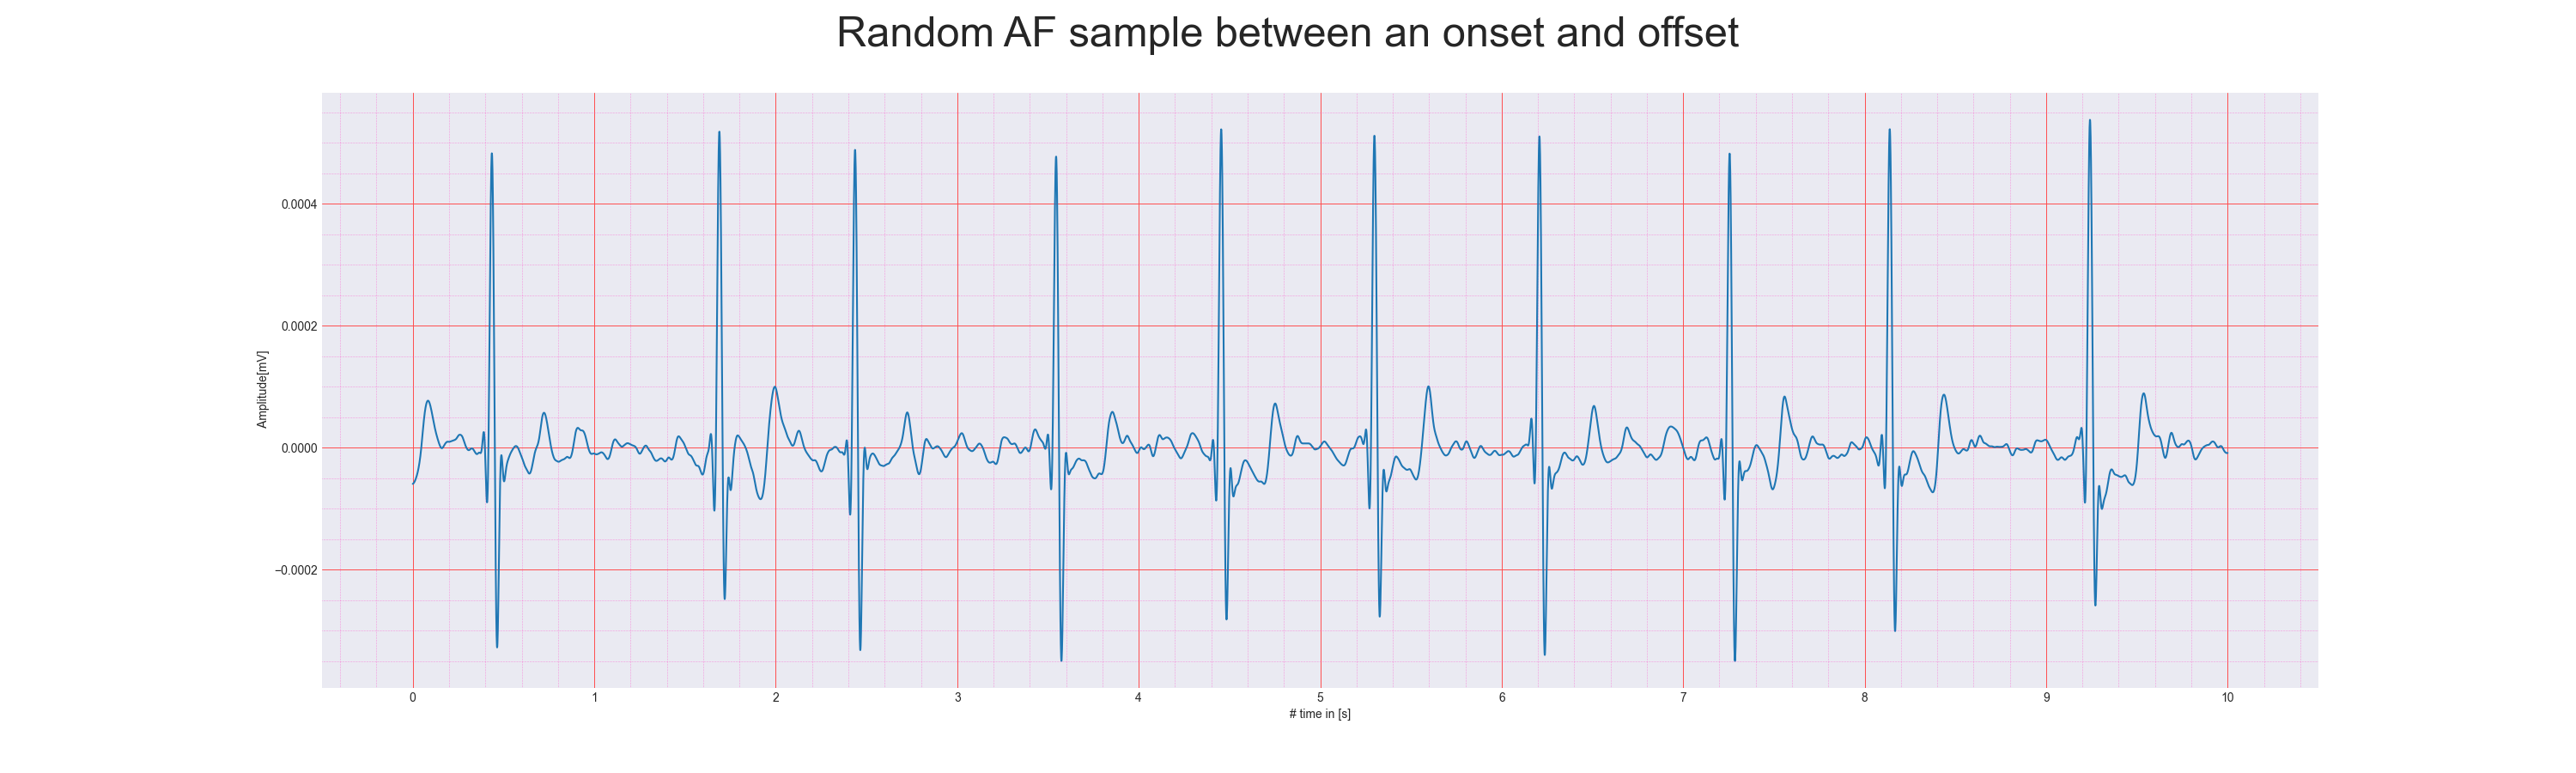 Random AF sample between an onset and offset
Amplitude[mV]
0.0004
0.0002
0.0000
−0.0002
0 1 2 3 4 5 6 7 8 9 10
# time in [s]